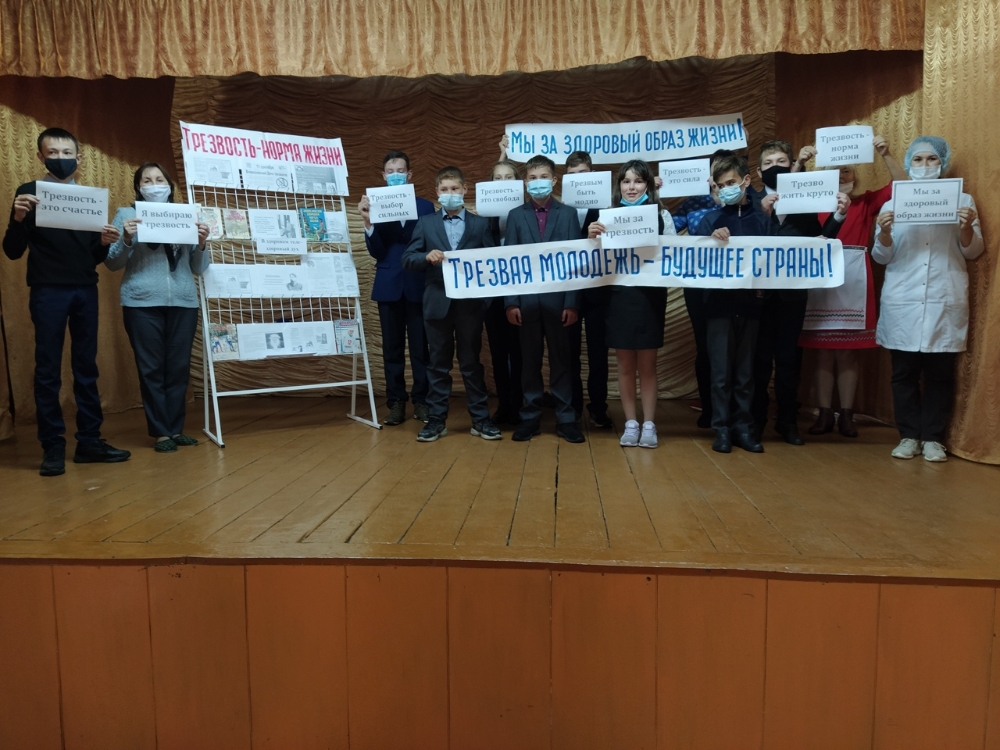 Трезвость -
это счастье
Я выбираю
трезвость
ТРЕЗВОСТЬ-НОРМА ЖИЗНИ
11 сентября
В здоровом теле-
здоровый дух
Трезвость -
выбор
сильных
Трезвость -
это свобода
Трезвым
быть
модно
Мы за
трезвость
МЫ ЗА ЗДОРОВЫЙ ОБРАЗ ЖИЗНИ!
Трезвость -
это сила
Трезво
жить круто
Трезвость -
норма
жизни
Мы за
здоровый
образ жизни
ТРЕЗВАЯ МОЛОДЕЖЬ – БУДУЩЕЕ СТРАНЫ!